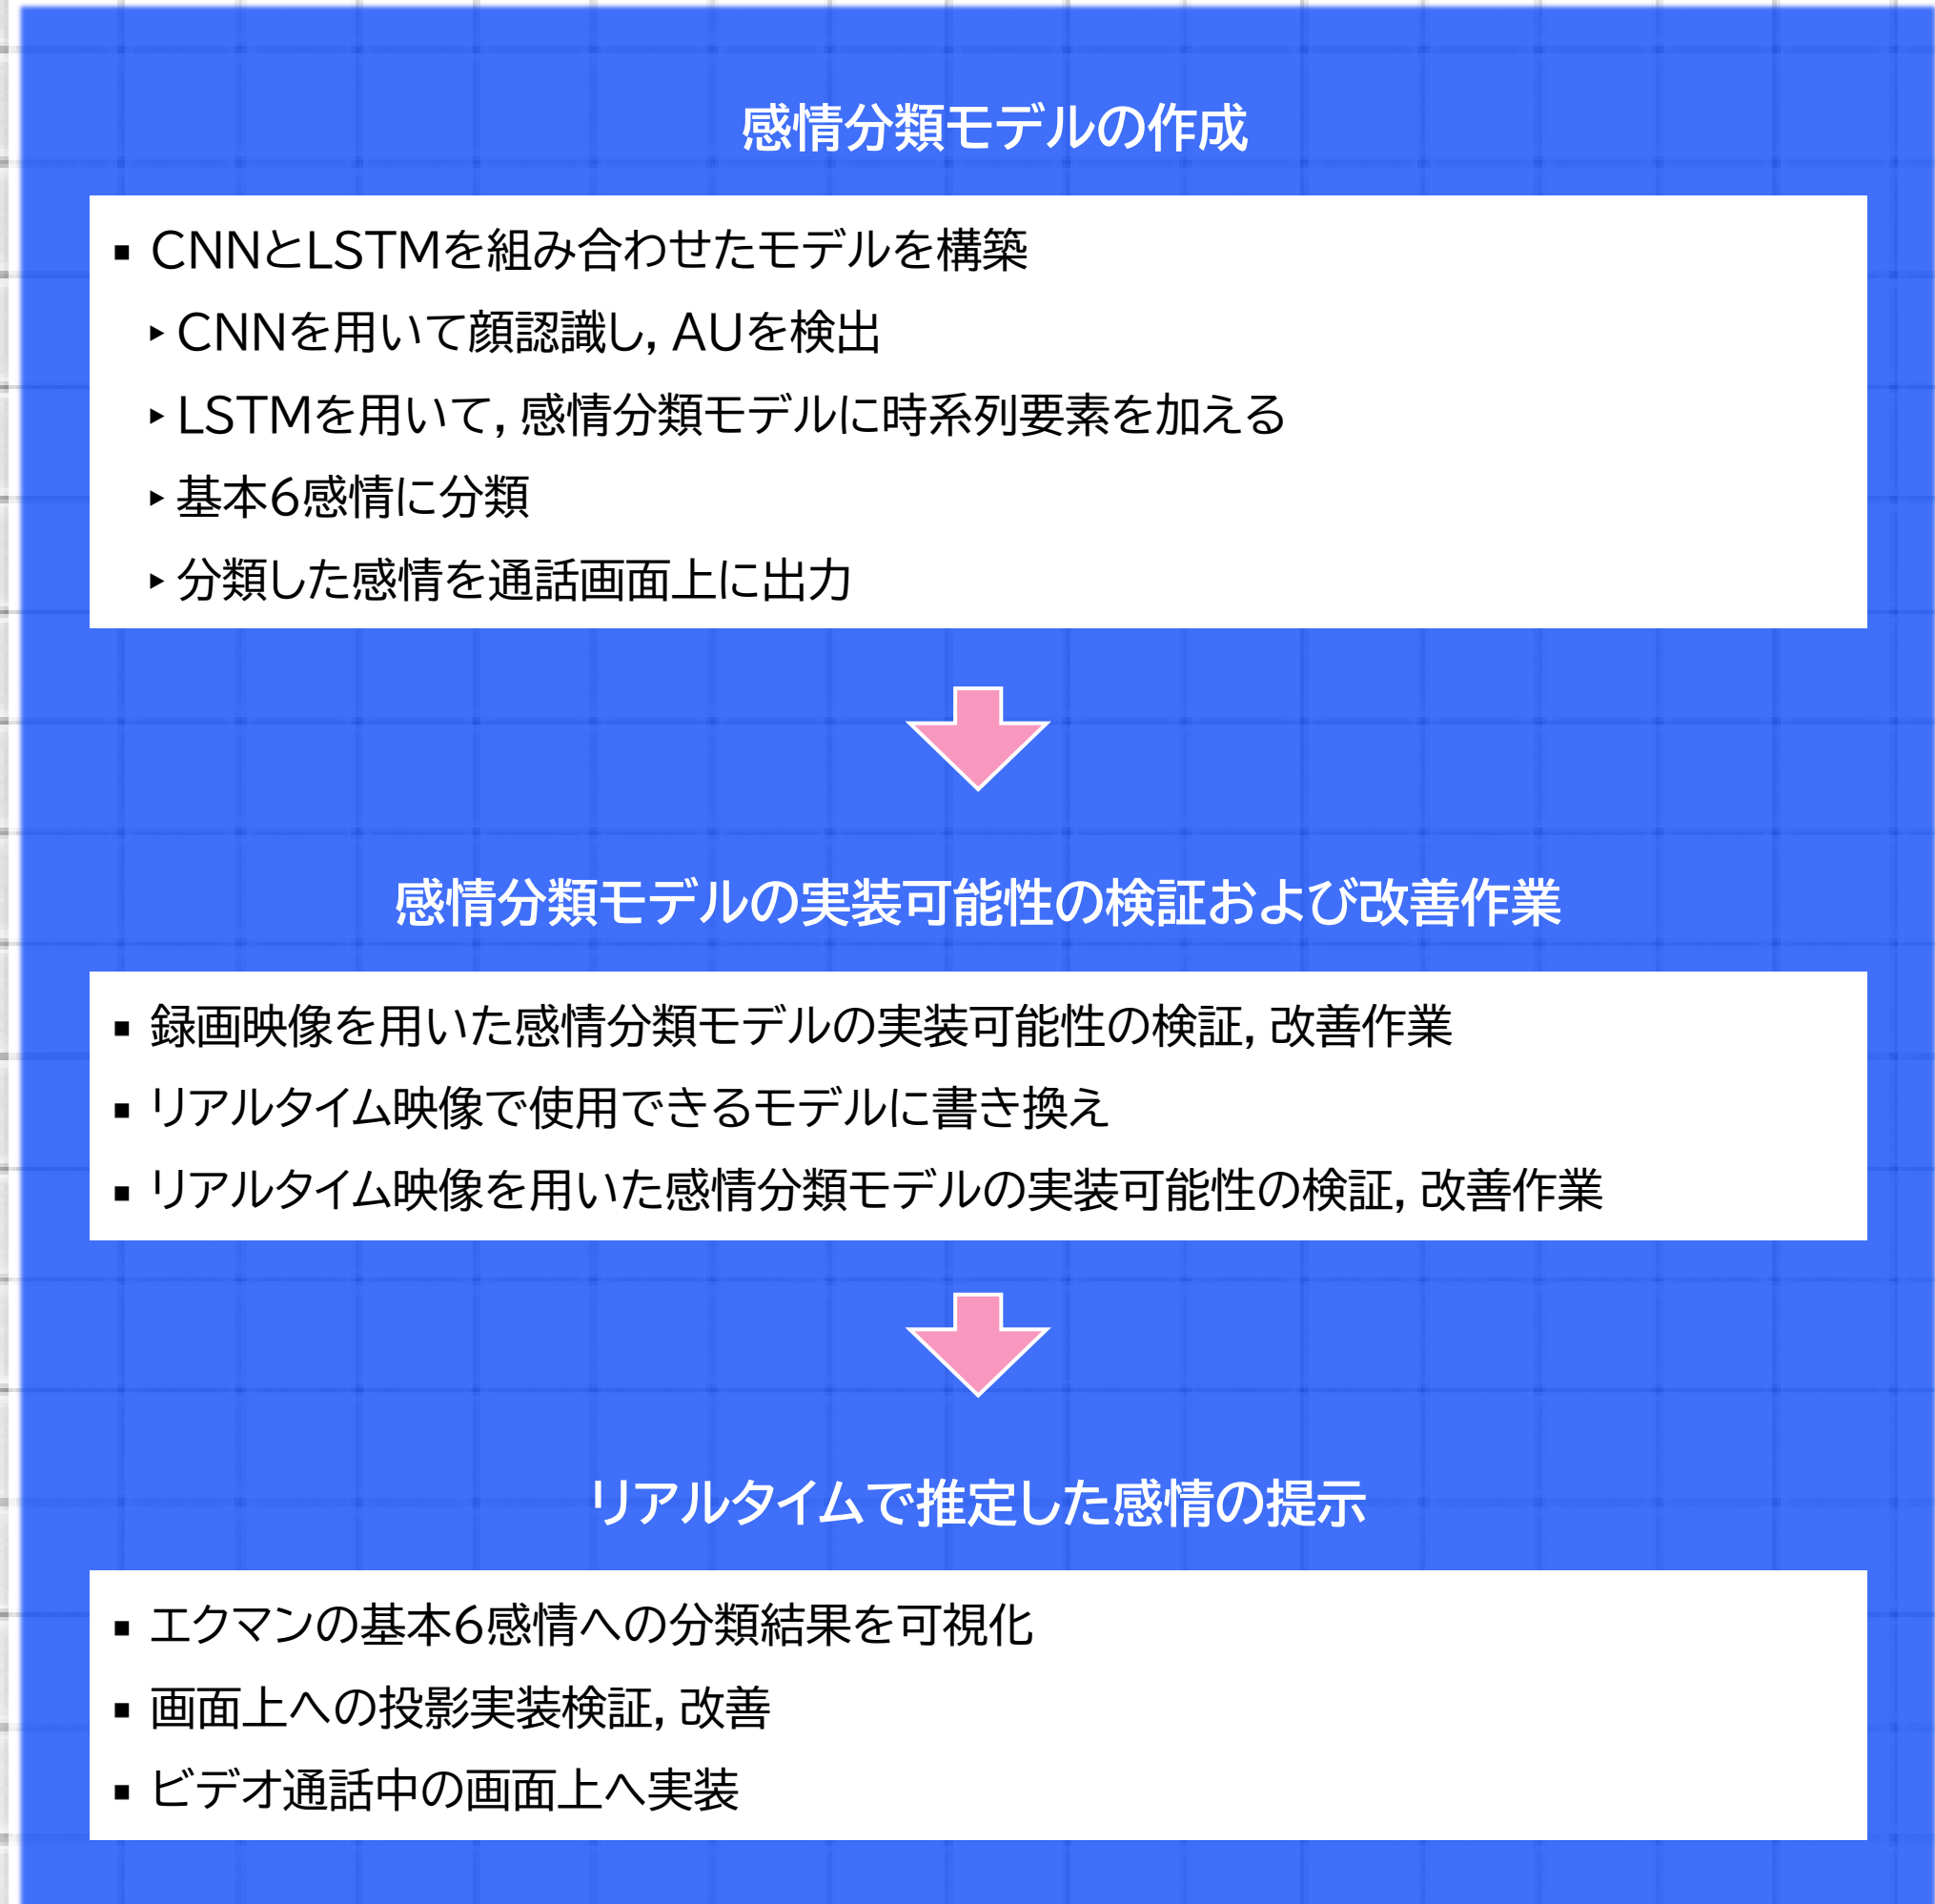 感情分類モデルの作成
▪ CNNとLSTMを組み合わせたモデルを構築
‣ CNNを用いて顔認識し, AUを検出
‣ LSTMを用いて, 感情分類モデルに時系列要素を加える
‣ 基本6感情に分類
‣ 分類した感情を通話画面上に出力
感情分類モデルの実装可能性の検証および改善作業
▪ 録画映像を用いた感情分類モデルの実装可能性の検証, 改善作業
▪ リアルタイム映像で使用できるモデルに書き換え
▪ リアルタイム映像を用いた感情分類モデルの実装可能性の検証, 改善作業
リアルタイムで推定した感情の提示
▪ エクマンの基本6感情への分類結果を可視化
▪ 画面上への投影実装検証, 改善
▪ ビデオ通話中の画面上へ実装